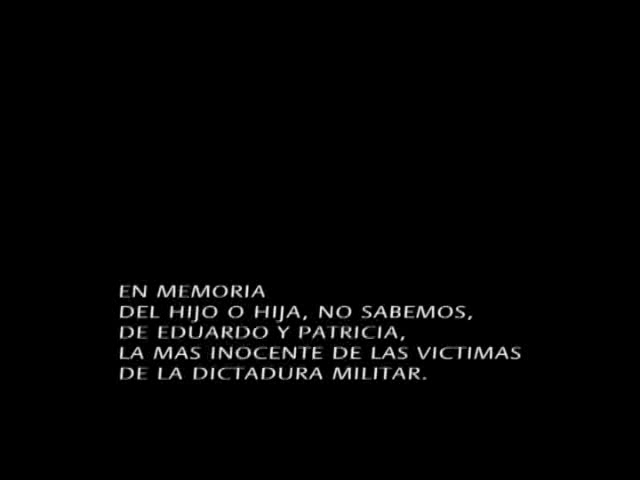 EN MEMORIA
DEL HIJO O HIJA, NO SABEMOS,
DE EDUARDO Y PATRICIA,
LA MAS INOCENTE DE LAS VICTIMAS
DE LA DICTADURA MILITAR.